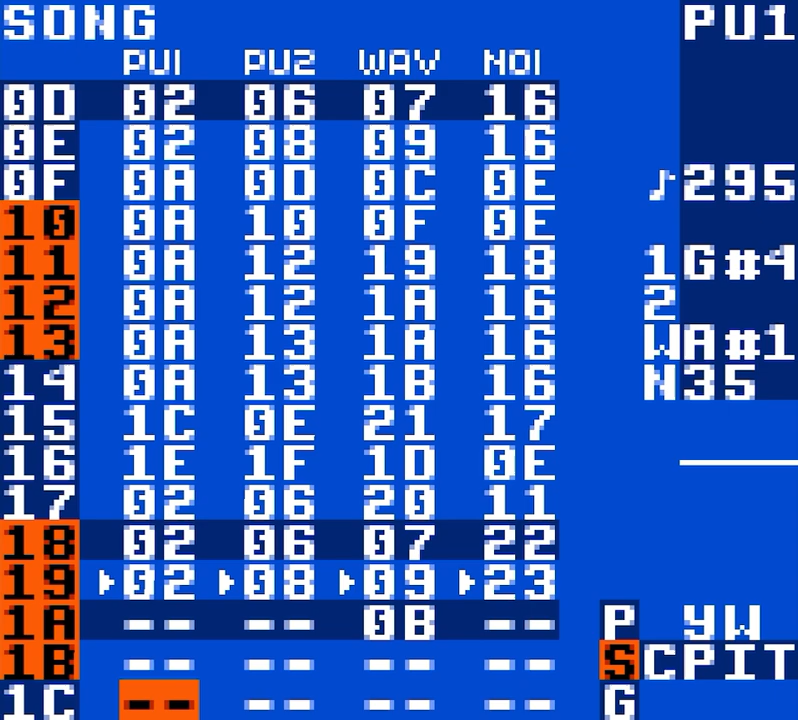 SONG PU1
PU1 PU2 WAV NOI
0D 02 06 07 16
0E 02 08 09 16
0F 0A 0D 0C 0E ♪295
10 0A 10 0F 0E
11 0A 12 19 18 1G#4
12 0A 12 1A 16 2
13 0A 13 1A 16 WA#1
14 0A 13 1B 16 N35
15 1C 0E 21 17
16 1E 1F 1D 0E
17 02 06 20 11
18 02 06 07 22
19 ▶02 ▶08 ▶09 ▶23
1A -- -- 0B -- P YW
1B -- -- -- -- SCPIT
1C -- -- -- -- G